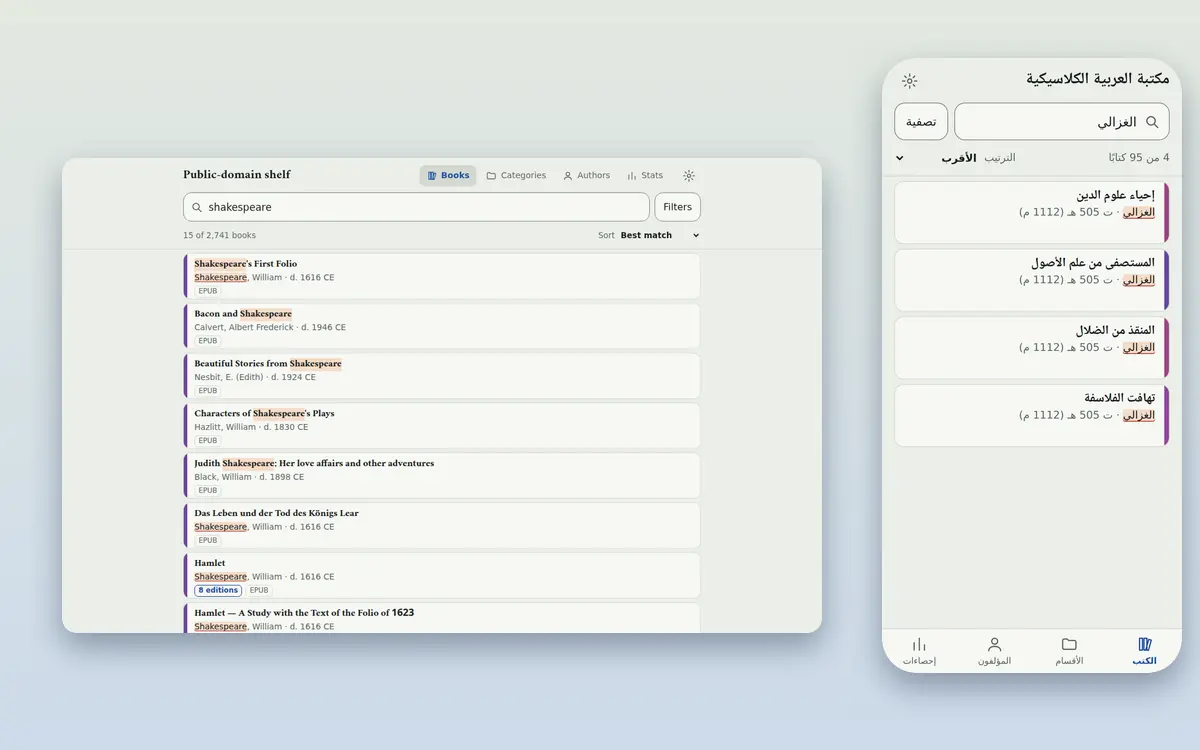 Public-domain shelf
Books
Categories
Authors
Stats
shakespeare
Filters
15 of 2,741 books
Sort Best match
Shakespeare's First Folio
Shakespeare, William · d. 1616 CE
EPUB
Bacon and Shakespeare
Calvert, Albert Frederick · d. 1946 CE
EPUB
Beautiful Stories from Shakespeare
Nesbit, E. (Edith) · d. 1924 CE
EPUB
Characters of Shakespeare's Plays
Hazlitt, William · d. 1830 CE
EPUB
Judith Shakespeare: Her love affairs and other adventures
Black, William · d. 1898 CE
EPUB
Das Leben und der Tod des Königs Lear
Shakespeare, William · d. 1616 CE
EPUB
Hamlet
Shakespeare, William · d. 1616 CE
8 editions EPUB
Hamlet — A Study with the Text of the Folio of 1623
Shakespeare, William · d. 1616 CE
مكتبة العربية الكلاسيكية
الغزالي
تصفية
4 من 95 كتابًا
الترتيب الأقرب
إحياء علوم الدين
الغزالي · ت 505 هـ (1112 م)
المستصفى من علم الأصول
الغزالي · ت 505 هـ (1112 م)
المنقذ من الضلال
الغزالي · ت 505 هـ (1112 م)
تهافت الفلاسفة
الغزالي · ت 505 هـ (1112 م)
الكتب
الأقسام
المؤلفون
إحصاءات